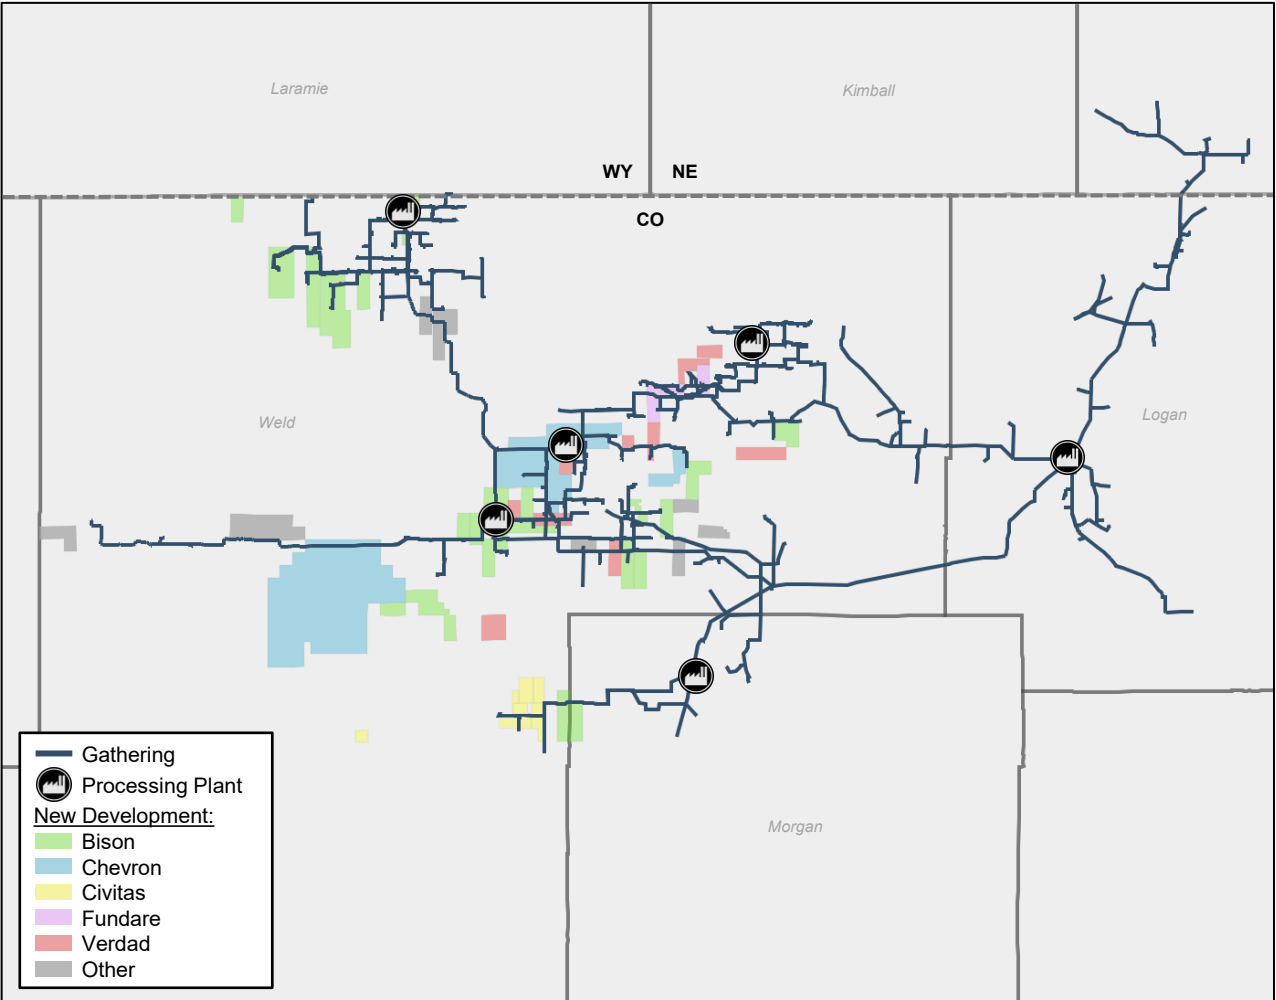 Laramie
Kimball
WY
NE
CO
Weld
Logan
Morgan
Gathering
Processing Plant
New Development:
Bison
Chevron
Civitas
Fundare
Verdad
Other